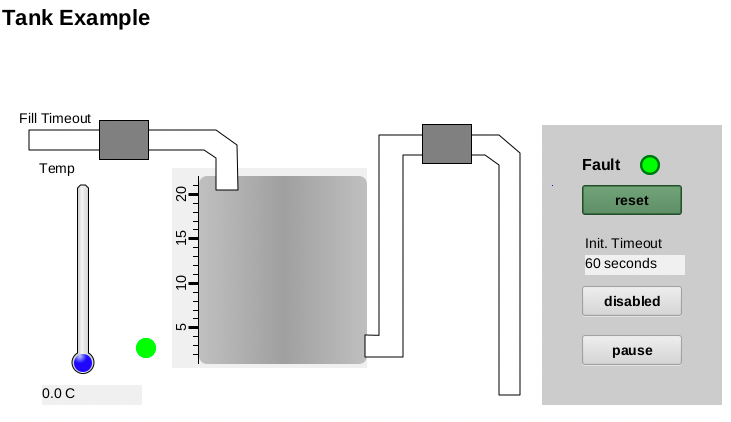 Tank Example
Fill Timeout
Temp
20
15
10
5
0.0 C
Fault
reset
Init. Timeout
60 seconds
disabled
pause